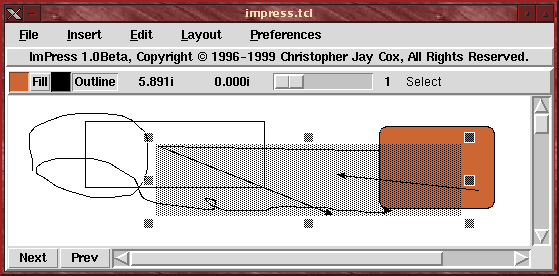 impress.tcl
File Insert Edit Layout Preferences
ImPress 1.0Beta, Copyright © 1996-1999 Christopher Jay Cox, All Rights Reserved.
Fill Outline 5.891i 0.000i 1 Select
Next Prev